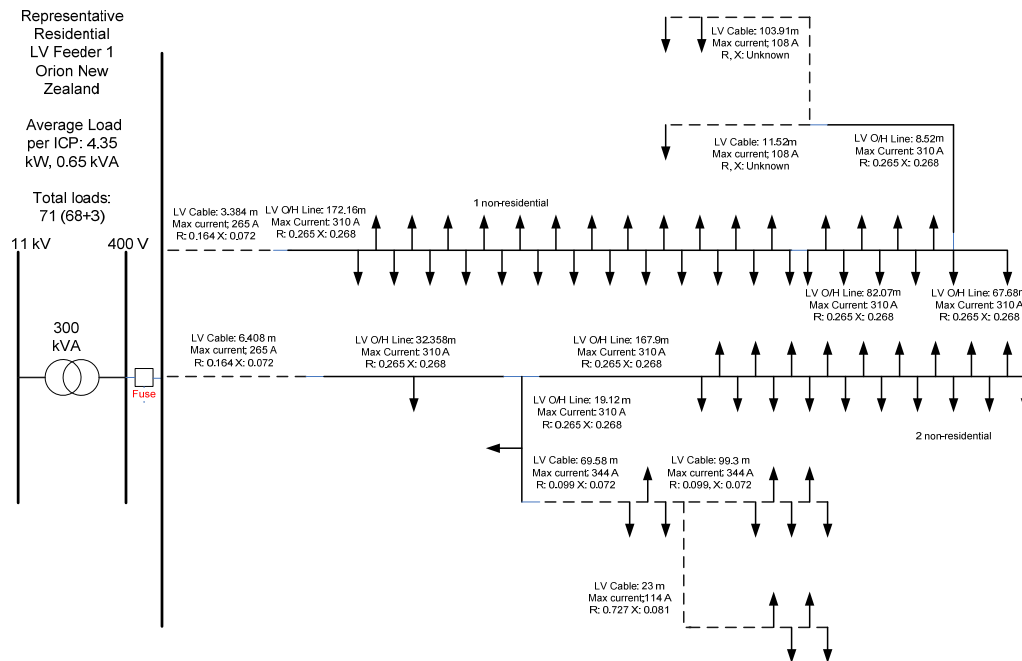 Representative
Residential
LV Feeder 1
Orion New
Zealand
Average Load
per ICP: 4.35
kW, 0.65 kVA
Total loads:
71 (68+3)
11 kV
400 V
300
kVA
Fuse
LV Cable: 103.91m
Max current; 108 A
R, X: Unknown
LV Cable: 11.52m
Max current; 108 A
R, X: Unknown
LV O/H Line: 8.52m
Max Current: 310 A
R: 0.265 X: 0.268
1 non-residential
LV Cable: 3.384 m
Max current; 265 A
R: 0.164 X: 0.072
LV O/H Line: 172.16m
Max Current: 310 A
R: 0.265 X: 0.268
LV O/H Line: 82.07m
Max Current: 310 A
R: 0.265 X: 0.268
LV O/H Line: 67.68m
Max Current: 310 A
R: 0.265 X: 0.268
LV Cable: 6.408 m
Max current; 265 A
R: 0.164 X: 0.072
LV O/H Line: 32.358m
Max Current: 310 A
R: 0.265 X: 0.268
LV O/H Line: 167.9m
Max Current: 310 A
R: 0.265 X: 0.268
LV O/H Line: 19.12 m
Max Current: 310 A
R: 0.265 X: 0.268
2 non-residential
LV Cable: 69.58 m
Max current; 344 A
R: 0.099 X: 0.072
LV Cable: 99.3 m
Max current; 344 A
R: 0.099, X: 0.072
LV Cable: 23 m
Max current;114 A
R: 0.727 X: 0.081